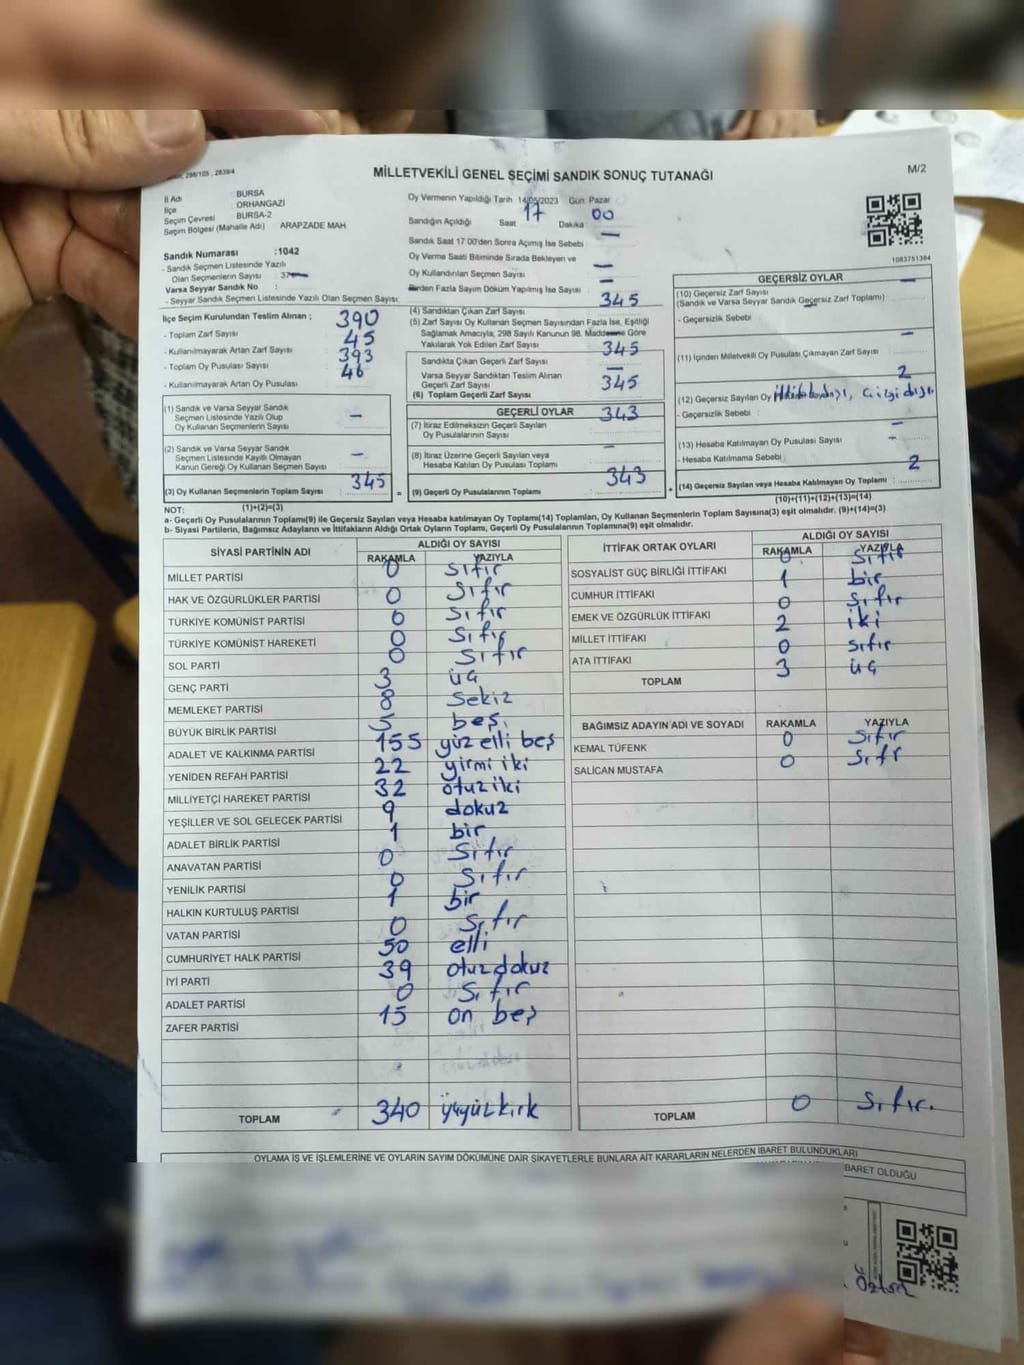 298/105 , 2839/4
MİLLETVEKİLİ GENEL SEÇİMİ SANDIK SONUÇ TUTANAĞI
M/2
İl Adı : BURSA
İlçe : ORHANGAZİ
Seçim Çevresi : BURSA-2
Seçim Bölgesi (Mahalle Adı) : ARAPZADE MAH
Sandık Numarası :1042
- Sandık Seçmen Listesinde Yazılı
Olan Seçmenlerin Sayısı :
Varsa Seyyar Sandık No :
- Seyyar Sandık Seçmen Listesinde Yazılı Olan Seçmen Sayısı:
Oy Vermenin Yapıldığı Tarih 14/05/2023 Gün Pazar
Sandığın Açıldığı Saat 17 Dakika 00
Sandık Saat 17:00'den Sonra Açımış İse Sebebi —
Oy Verme Saati Bitiminde Sırada Bekleyen ve
Oy Kullandırılan Seçmen Sayısı —
Birden Fazla Sayım Döküm Yapılmış İse Sayısı —
1083751384
İlçe Seçim Kurulundan Teslim Alınan ;
- Toplam Zarf Sayısı 390
- Kullanılmayarak Artan Zarf Sayısı 45
- Toplam Oy Pusulası Sayısı 393
- Kullanılmayarak Artan Oy Pusulası 46
(4) Sandıktan Çıkan Zarf Sayısı 345
(5) Zarf Sayısı Oy Kullanan Seçmen Sayısından Fazla İse, Eşitliği
Sağlamak Amacıyla; 298 Sayılı Kanunun 98. Maddesine Göre
Yakılarak Yok Edilen Zarf Sayısı —
Sandıkta Çıkan Geçerli Zarf Sayısı 345
Varsa Seyyar Sandıktan Teslim Alınan
Geçerli Zarf Sayısı —
(6) Toplam Geçerli Zarf Sayısı 345
(1) Sandık ve Varsa Seyyar Sandık
Seçmen Listesinde Yazılı Olup
Oy Kullanan Seçmenlerin Sayısı —
(2) Sandık ve Varsa Seyyar Sandık
Seçmen Listesinde Kayıtlı Olmayan
Kanun Gereği Oy Kullanan Seçmen Sayısı —
(3) Oy Kullanan Seçmenlerin Toplam Sayısı 345
GEÇERLİ OYLAR
(7) İtiraz Edilmeksizin Geçerli Sayılan
Oy Pusulalarının Sayısı 343
(8) İtiraz Üzerine Geçerli Sayılan veya
Hesaba Katılan Oy Pusulası Toplamı —
= (9) Geçerli Oy Pusulalarının Toplamı 343
GEÇERSİZ OYLAR
(10) Geçersiz Zarf Sayısı —
(Sandık ve Varsa Seyyar Sandık Geçersiz Zarf Toplamı)
- Geçersizlik Sebebi —
(11) İçinden Milletvekili Oy Pusulası Çıkmayan Zarf Sayısı —
(12) Geçersiz Sayılan Oy 2
- Geçersizlik Sebebi :
(13) Hesaba Katılmayan Oy Pusulası Sayısı —
- Hesaba Katılmama Sebebi : —
+ (14) Geçersiz Sayılan veya Hesaba Katılmayan Oy Toplamı 2
NOT: (1)+(2)=(3)
(10)+(11)+(12)+(13)=(14)
a- Geçerli Oy Pusulalarının Toplamı(9) ile Geçersiz Sayılan veya Hesaba katılmayan Oy Toplamı(14) Toplamları, Oy Kullanan Seçmenlerin Toplam Sayısına(3) eşit olmalıdır. (9)+(14)=(3)
b- Siyasi Partilerin, Bağımsız Adayların ve İttifakların Aldığı Ortak Oyların Toplamı, Geçerli Oy Pusulalarının Toplamına(9) eşit olmalıdır.
SİYASİ PARTİNİN ADI ALDIĞI OY SAYISI
RAKAMLA YAZIYLA
MİLLET PARTİSİ 0 sıfır
HAK VE ÖZGÜRLÜKLER PARTİSİ 0 sıfır
TÜRKİYE KOMÜNİST PARTİSİ 0 sıfır
TÜRKİYE KOMÜNİST HAREKETİ 0 sıfır
SOL PARTİ 0 sıfır
GENÇ PARTİ 3 üç
MEMLEKET PARTİSİ 8 sekiz
BÜYÜK BİRLİK PARTİSİ 5 beş
ADALET VE KALKINMA PARTİSİ 155 yüz elli beş
YENİDEN REFAH PARTİSİ 22 yirmi iki
MİLLİYETÇİ HAREKET PARTİSİ 32 otuz iki
YEŞİLLER VE SOL GELECEK PARTİSİ 9 dokuz
ADALET BİRLİK PARTİSİ 1 bir
ANAVATAN PARTİSİ 0 sıfır
YENİLİK PARTİSİ 0 sıfır
HALKIN KURTULUŞ PARTİSİ 1 bir
VATAN PARTİSİ 0 sıfır
CUMHURİYET HALK PARTİSİ 50 elli
İYİ PARTİ 39 otuz dokuz
ADALET PARTİSİ 0 sıfır
ZAFER PARTİSİ 15 on beş
TOPLAM 340 üçyüz kırk
İTTİFAK ORTAK OYLARI ALDIĞI OY SAYISI
RAKAMLA YAZIYLA
SOSYALİST GÜÇ BİRLİĞİ İTTİFAKI 0 sıfır
CUMHUR İTTİFAKI 1 bir
EMEK VE ÖZGÜRLÜK İTTİFAKI 0 sıfır
MİLLET İTTİFAKI 2 iki
ATA İTTİFAKI 0 sıfır
TOPLAM 3 üç
BAĞIMSIZ ADAYIN ADI VE SOYADI RAKAMLA YAZIYLA
KEMAL TÜFENK 0 sıfır
SALİCAN MUSTAFA 0 sıfr
TOPLAM 0 sıfır.
OYLAMA İŞ VE İŞLEMLERİNE VE OYLARIN SAYIM DÖKÜMÜNE DAİR ŞİKAYETLERLE BUNLARA AİT KARARLARIN NELERDEN İBARET BULUNDUKLARI
İBARET OLDUĞU